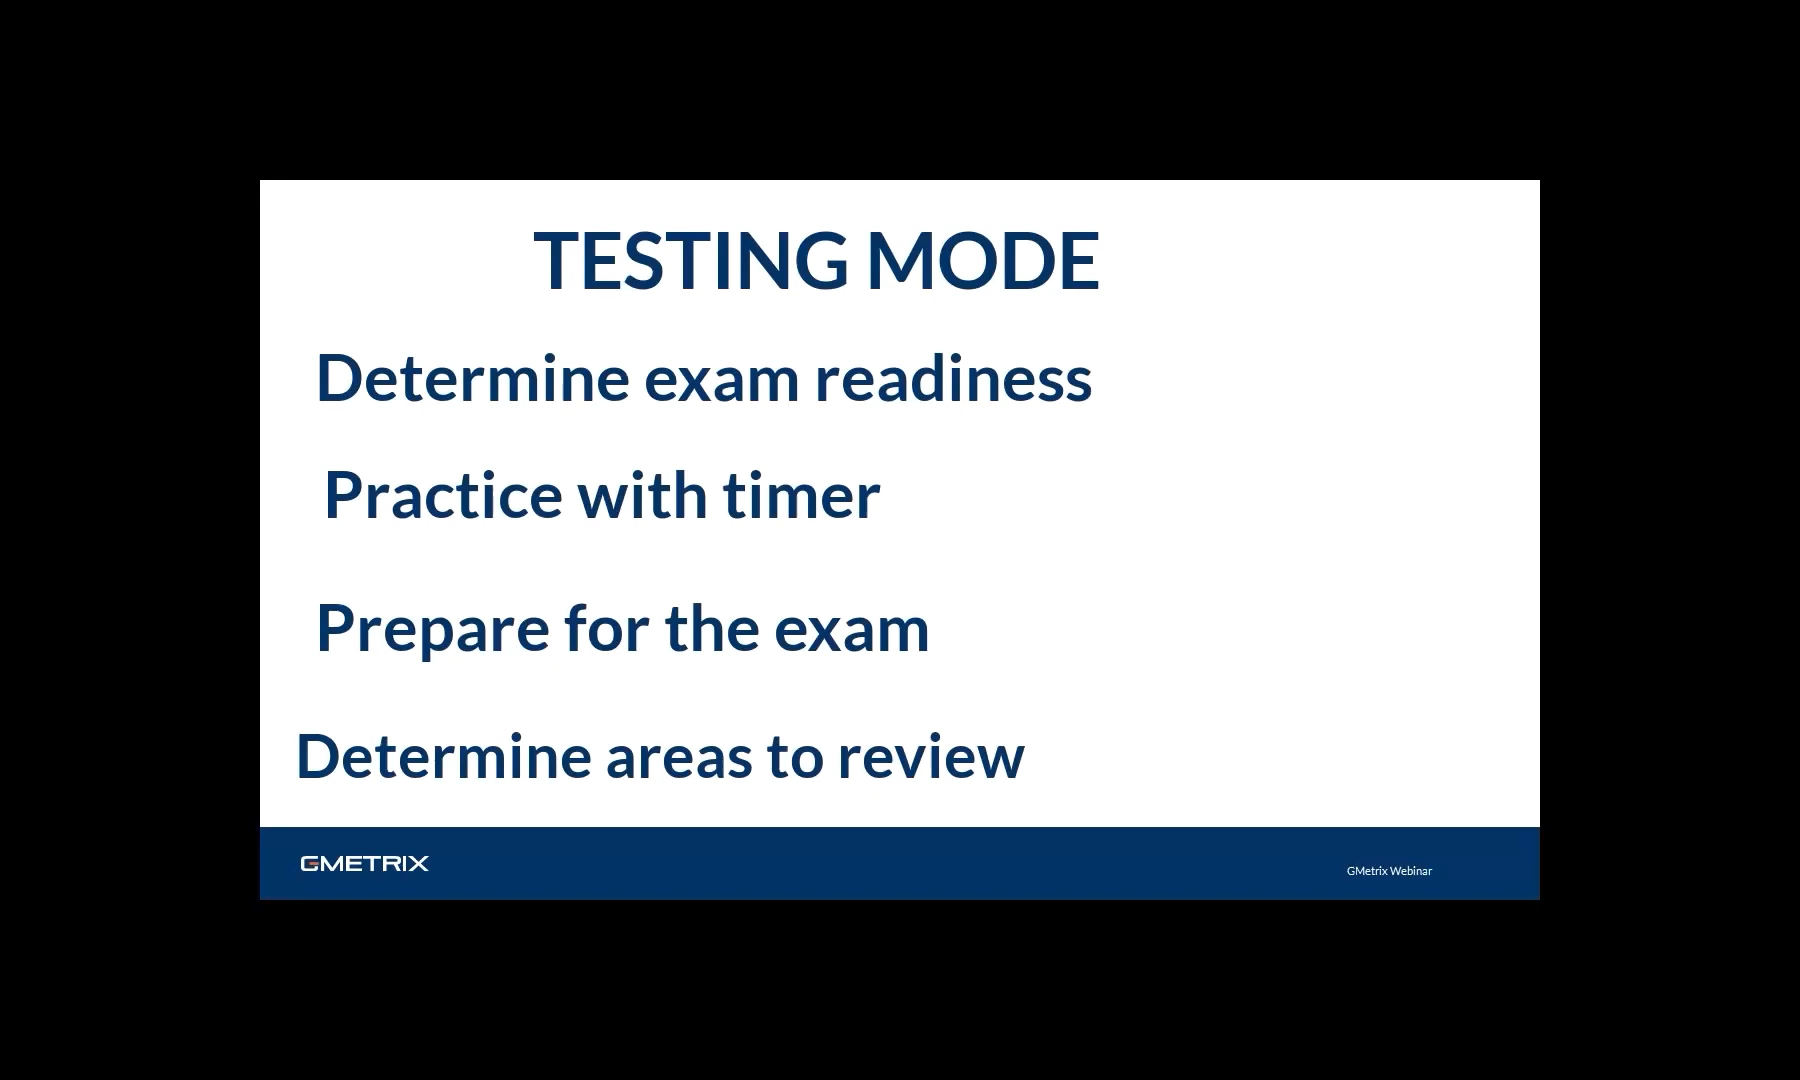 TESTING MODE
Determine exam readiness
Practice with timer
Prepare for the exam
Determine areas to review
GMETRIX
GMetrix Webinar